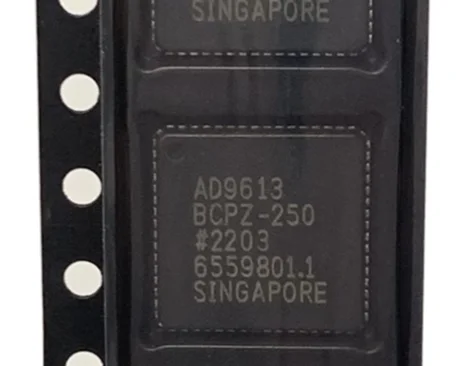 SINGAPORE
AD9613
BCPZ-250
#2203
6559801.1
SINGAPORE